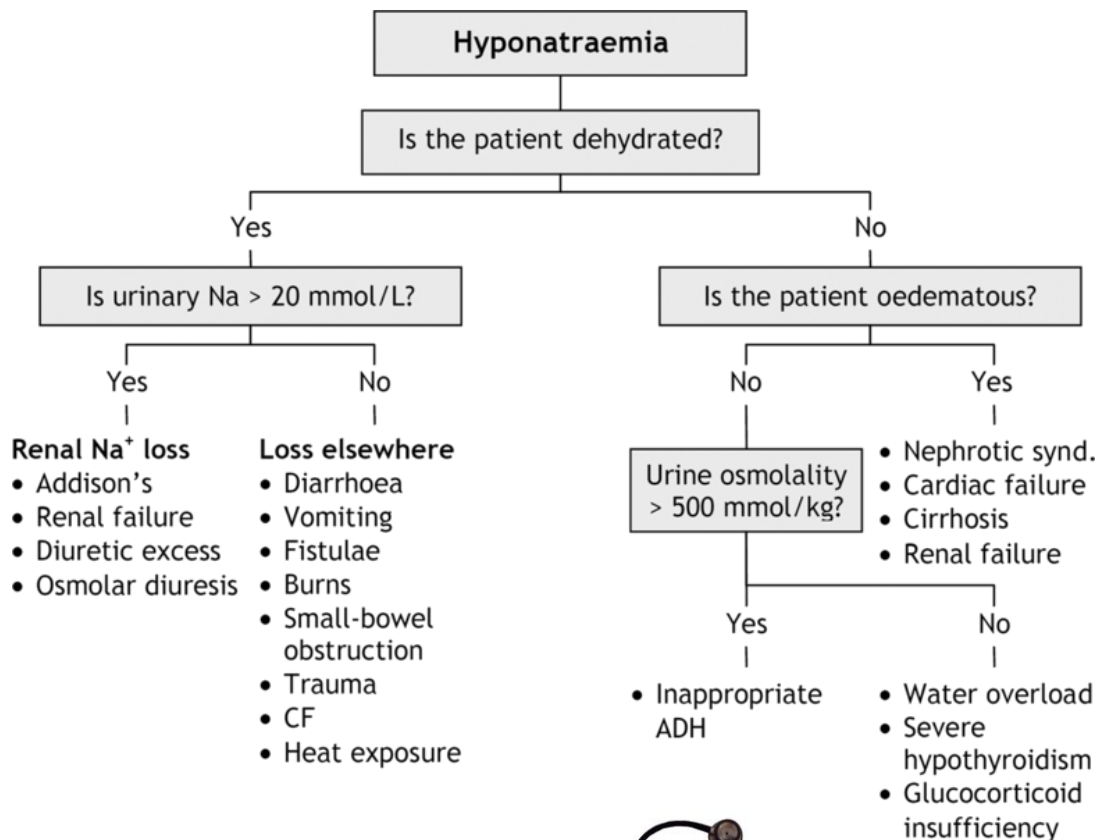 Hyponatraemia
Is the patient dehydrated?
Yes
No
Is urinary Na > 20 mmol/L?
Is the patient oedematous?
Yes
No
No
Yes
Renal Na⁺ loss
• Addison's
• Renal failure
• Diuretic excess
• Osmolar diuresis
Loss elsewhere
• Diarrhoea
• Vomiting
• Fistulae
• Burns
• Small-bowel
obstruction
• Trauma
• CF
• Heat exposure
Urine osmolality
> 500 mmol/kg?
• Nephrotic synd.
• Cardiac failure
• Cirrhosis
• Renal failure
Yes
No
• Inappropriate
ADH
• Water overload
• Severe
hypothyroidism
• Glucocorticoid
insufficiency